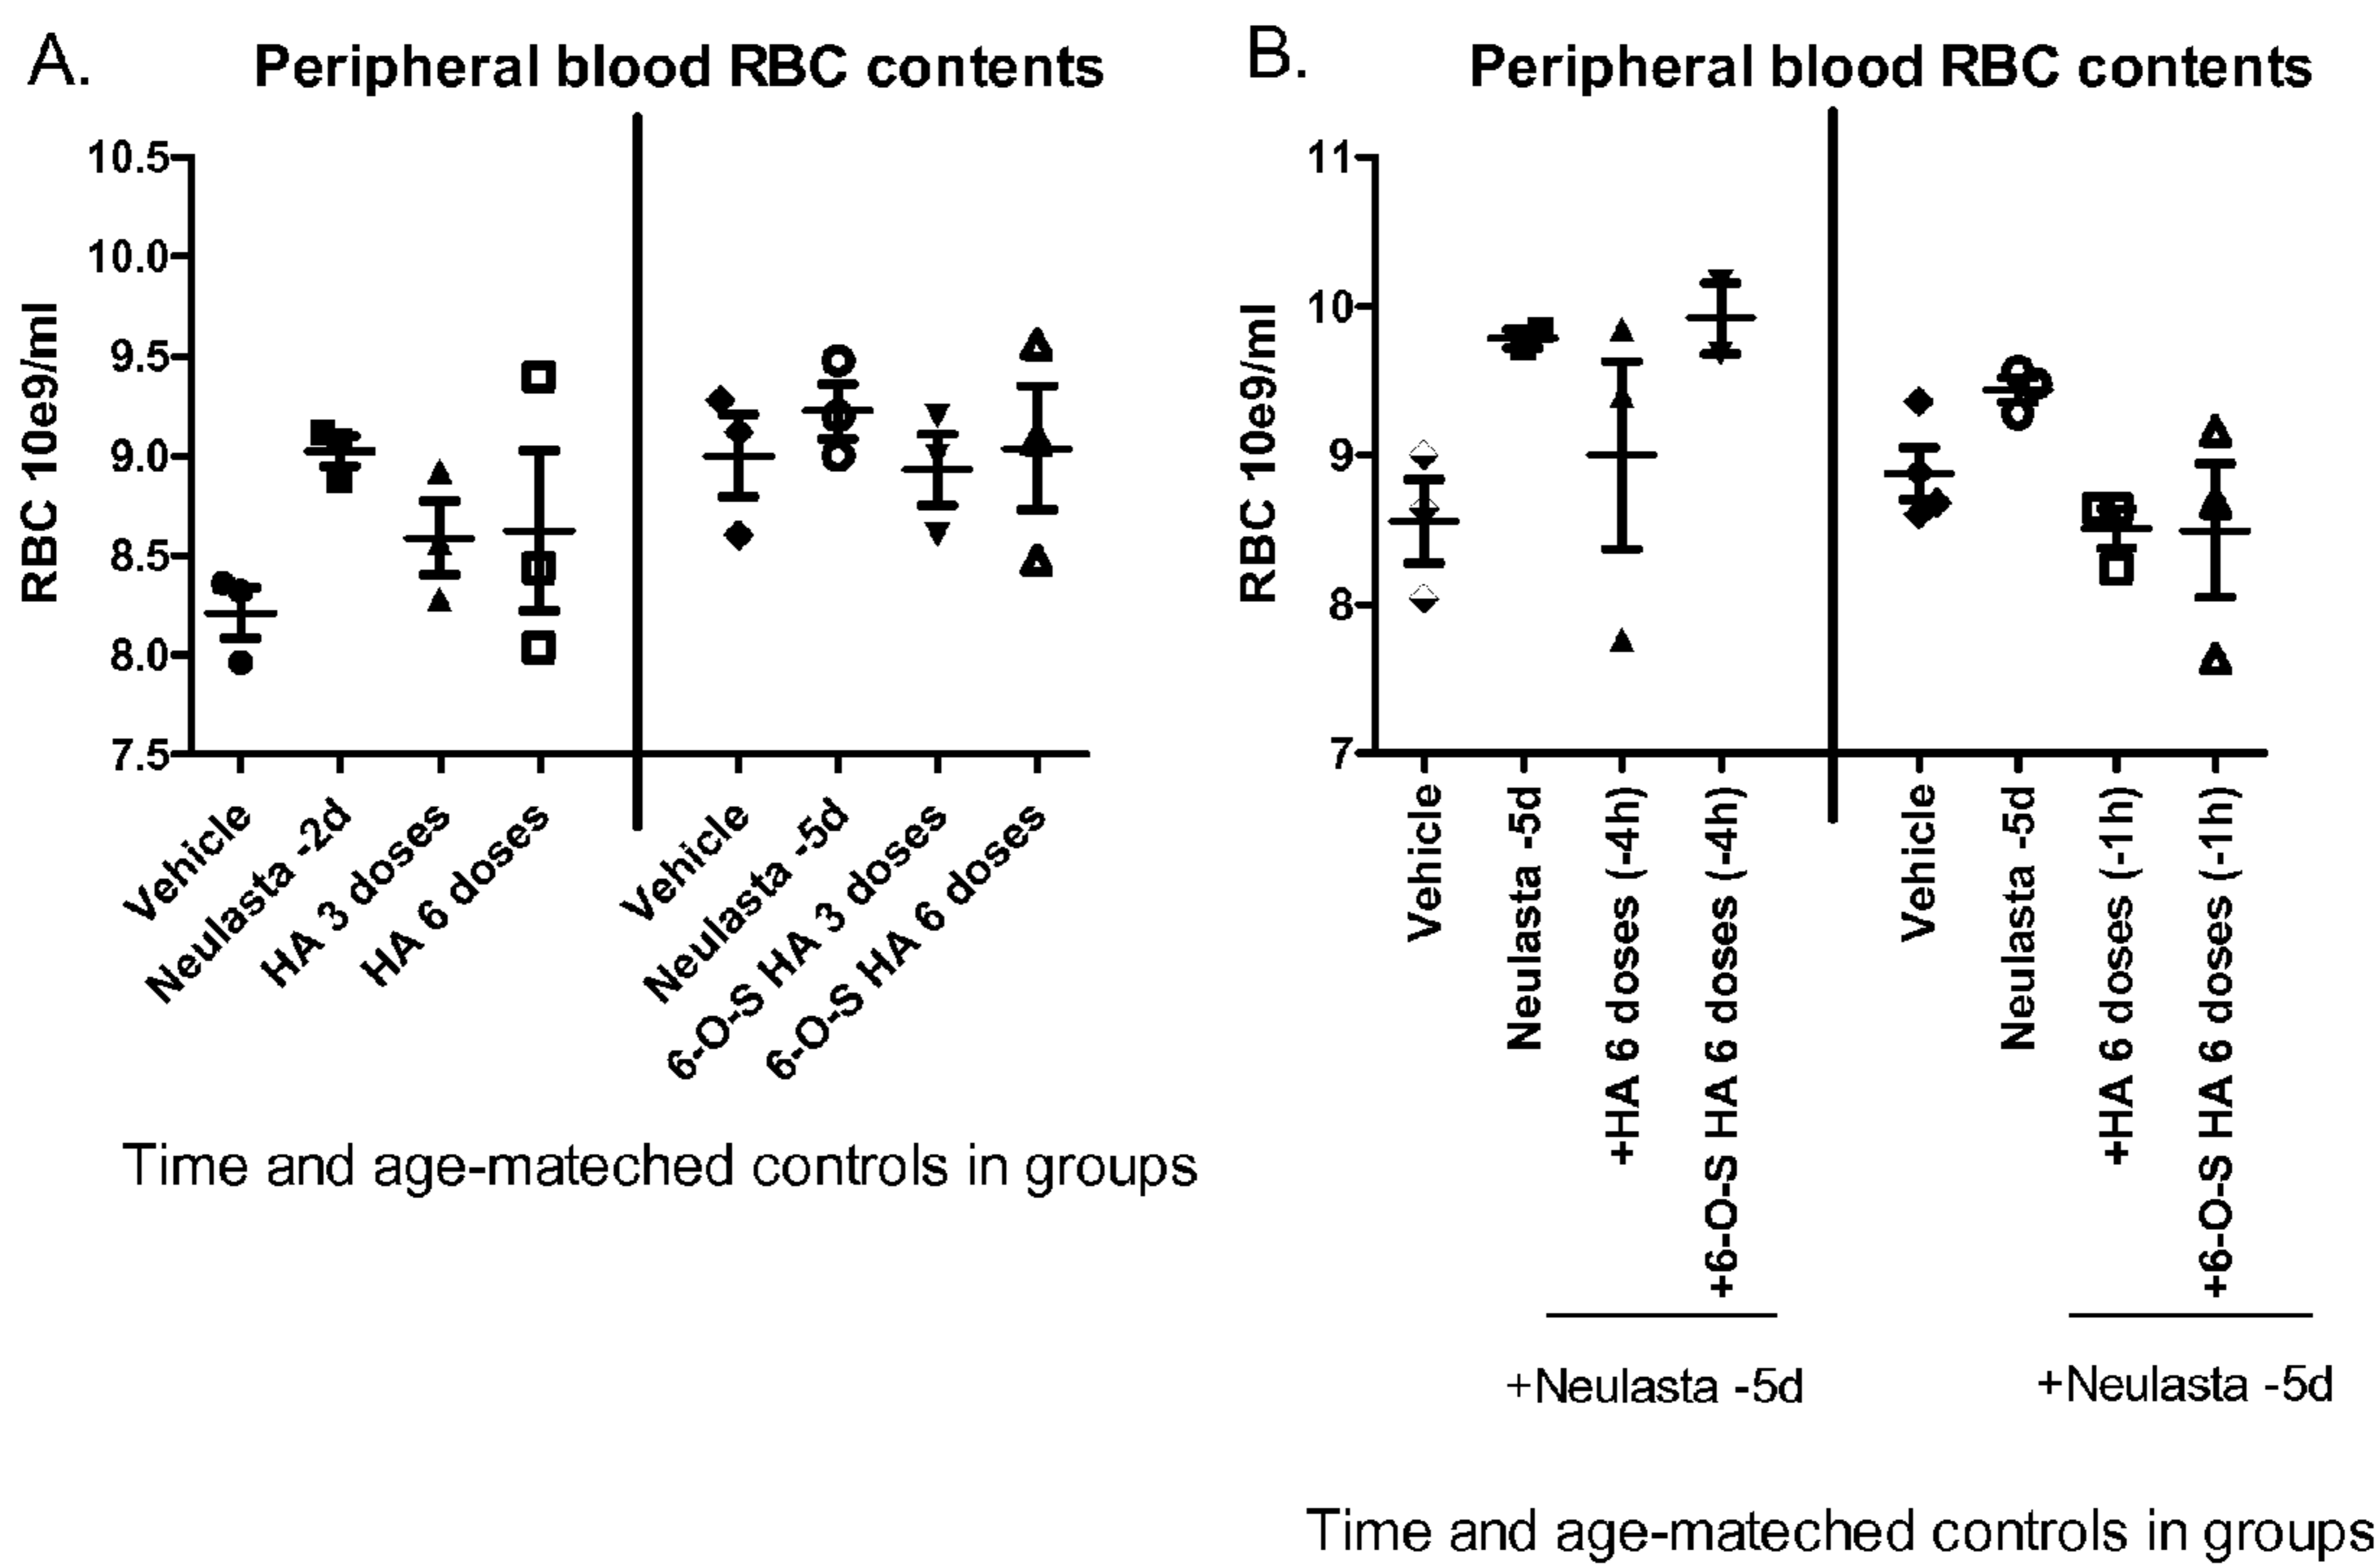 A.
Peripheral blood RBC contents
RBC 10e9/ml
10.5
10.0
9.5
9.0
8.5
8.0
7.5
Vehicle
Neulasta -2d
HA 3 doses
HA 6 doses
Vehicle
Neulasta -5d
6-O-S HA 3 doses
6-O-S HA 6 doses
Time and age-mateched controls in groups
B.
Peripheral blood RBC contents
RBC 10e9/ml
11
10
9
8
7
Vehicle
Neulasta -5d
+HA 6 doses (-4h)
+6-O-S HA 6 doses (-4h)
Vehicle
Neulasta -5d
+HA 6 doses (-1h)
+6-O-S HA 6 doses (-1h)
+Neulasta -5d
+Neulasta -5d
Time and age-mateched controls in groups